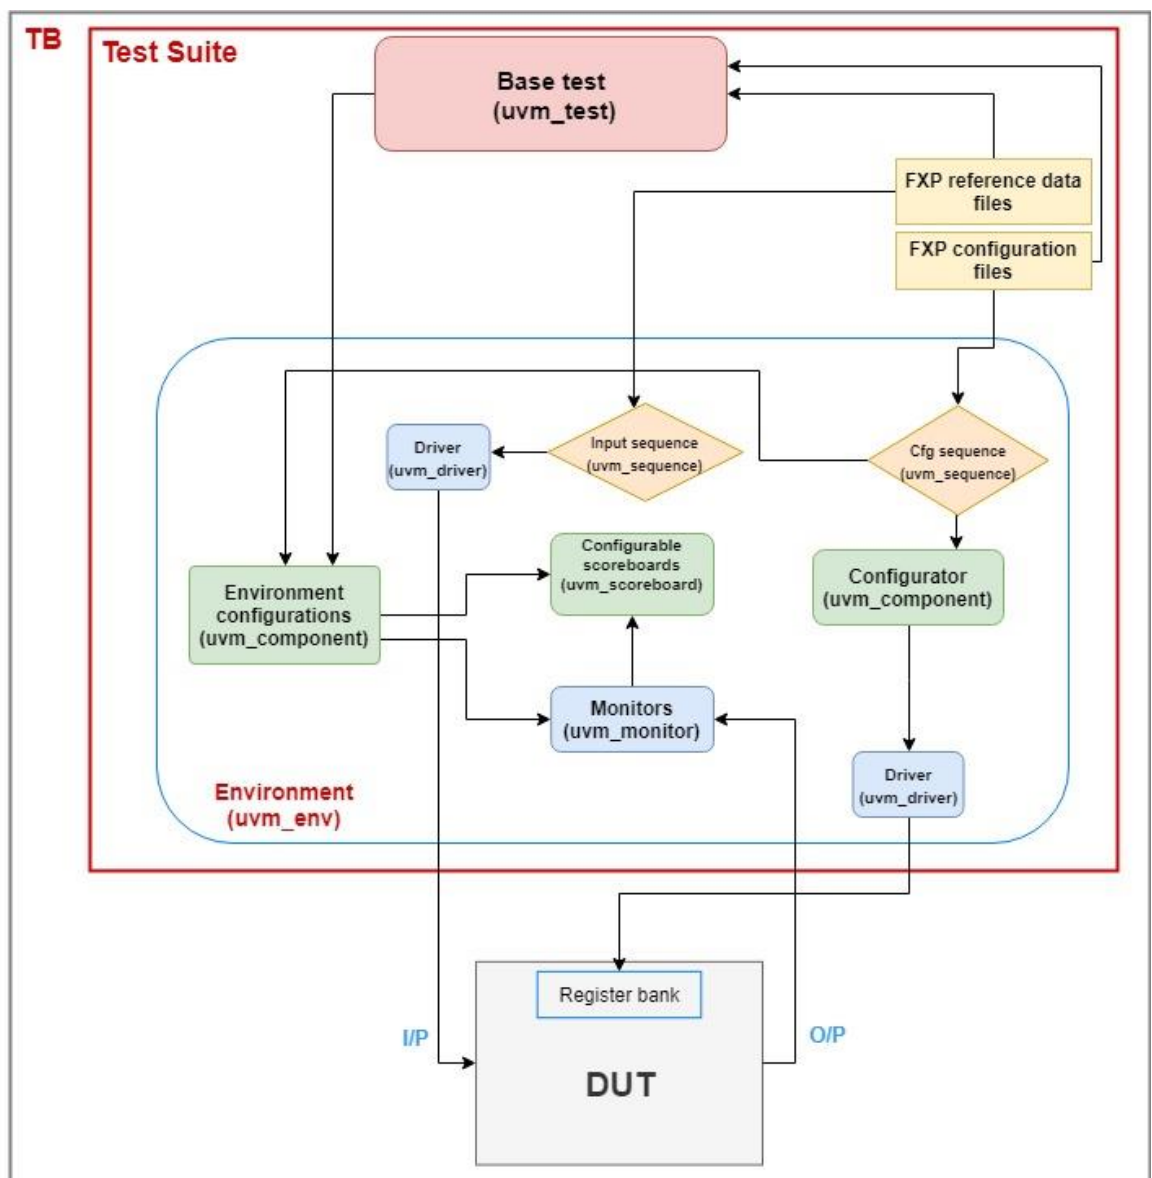 TB
Test Suite
Base test
(uvm_test)
FXP reference data
files
FXP configuration
files
Driver
(uvm_driver)
Input sequence
(uvm_sequence)
Cfg sequence
(uvm_sequence)
Environment
configurations
(uvm_component)
Configurable
scoreboards
(uvm_scoreboard)
Configurator
(uvm_component)
Monitors
(uvm_monitor)
Driver
(uvm_driver)
Environment
(uvm_env)
Register bank
I/P
O/P
DUT